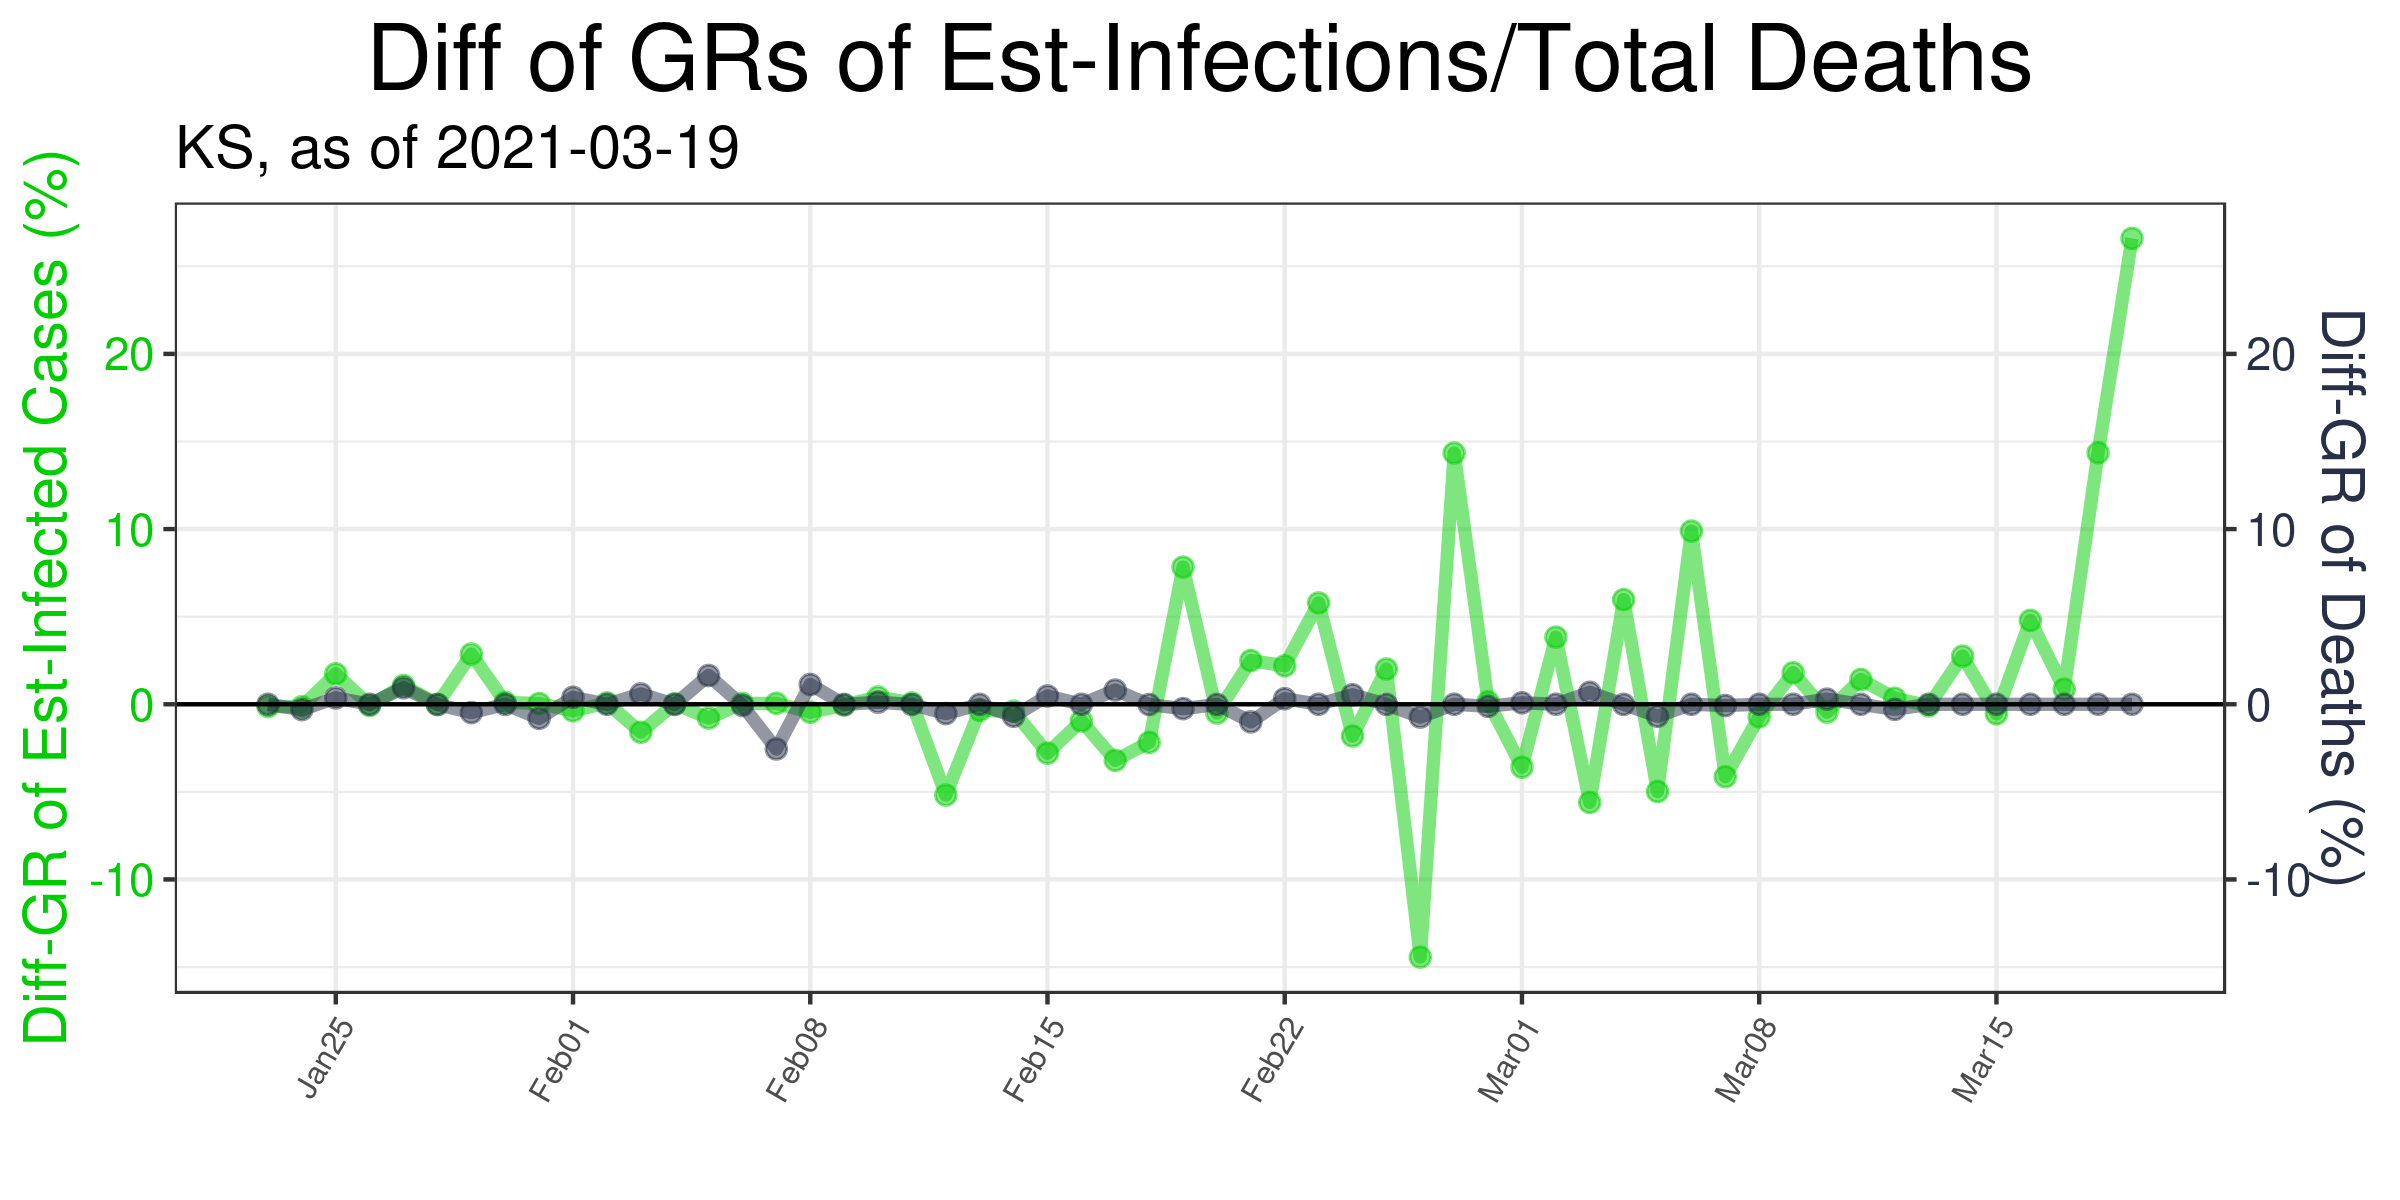 Diff of GRs of Est-Infections/Total Deaths
KS, as of 2021-03-19
Diff-GR of Est-Infected Cases (%)
20
10
0
-10
20
10
0
-10
Diff-GR of Deaths (%)
Jan25
Feb01
Feb08
Feb15
Feb22
Mar01
Mar08
Mar15